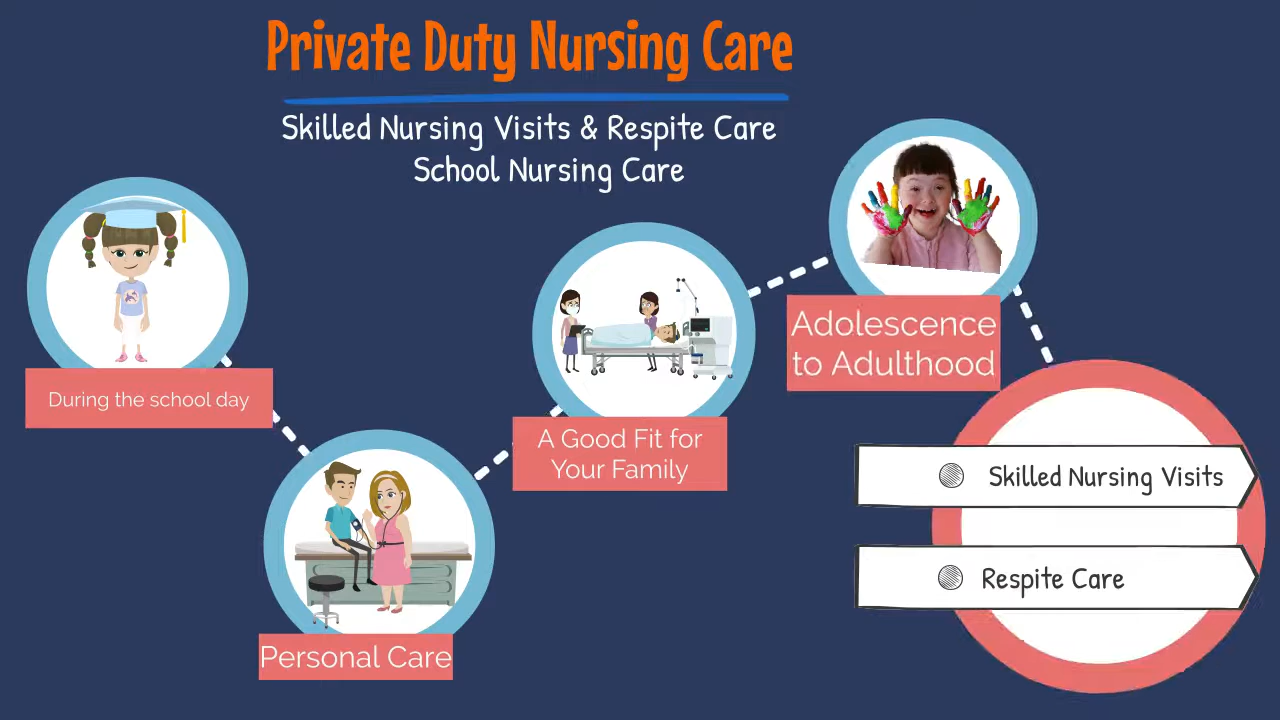 Private Duty Nursing Care
Skilled Nursing Visits & Respite Care
School Nursing Care
During the school day
Personal Care
A Good Fit for
Your Family
Adolescence
to Adulthood
Skilled Nursing Visits
Respite Care